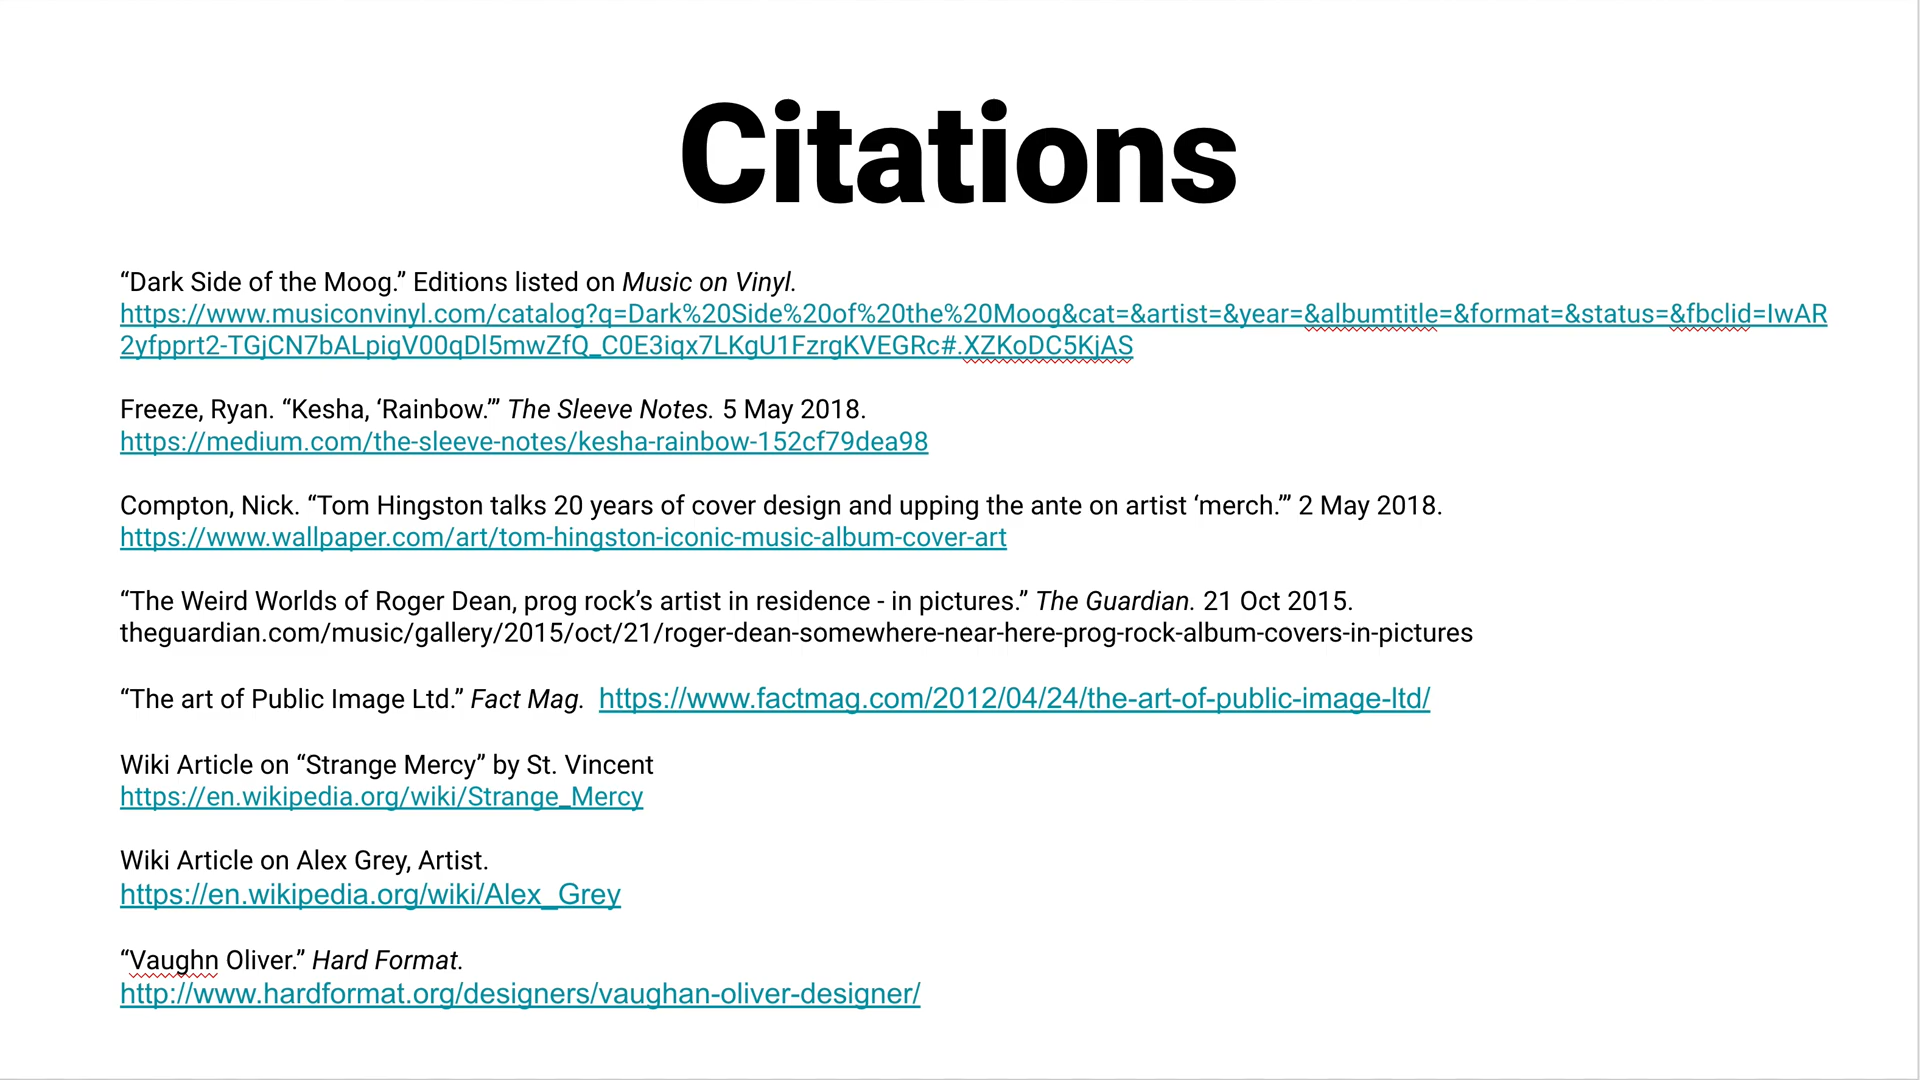 Citations
“Dark Side of the Moog.” Editions listed on Music on Vinyl.
https://www.musiconvinyl.com/catalog?q=Dark%20Side%20of%20the%20Moog&cat=&artist=&year=&albumtitle=&format=&status=&fbclid=IwAR
2yfpprt2-TGjCN7bALpigV00qDl5mwZfQ_C0E3iqx7LKgU1FzrgKVEGRc#.XZKoDC5KjAS
Freeze, Ryan. “Kesha, ‘Rainbow.’” The Sleeve Notes. 5 May 2018.
https://medium.com/the-sleeve-notes/kesha-rainbow-152cf79dea98
Compton, Nick. “Tom Hingston talks 20 years of cover design and upping the ante on artist ‘merch.’” 2 May 2018.
https://www.wallpaper.com/art/tom-hingston-iconic-music-album-cover-art
“The Weird Worlds of Roger Dean, prog rock’s artist in residence - in pictures.” The Guardian. 21 Oct 2015.
theguardian.com/music/gallery/2015/oct/21/roger-dean-somewhere-near-here-prog-rock-album-covers-in-pictures
“The art of Public Image Ltd.” Fact Mag. https://www.factmag.com/2012/04/24/the-art-of-public-image-ltd/
Wiki Article on “Strange Mercy” by St. Vincent
https://en.wikipedia.org/wiki/Strange_Mercy
Wiki Article on Alex Grey, Artist.
https://en.wikipedia.org/wiki/Alex_Grey
“Vaughn Oliver.” Hard Format.
http://www.hardformat.org/designers/vaughan-oliver-designer/